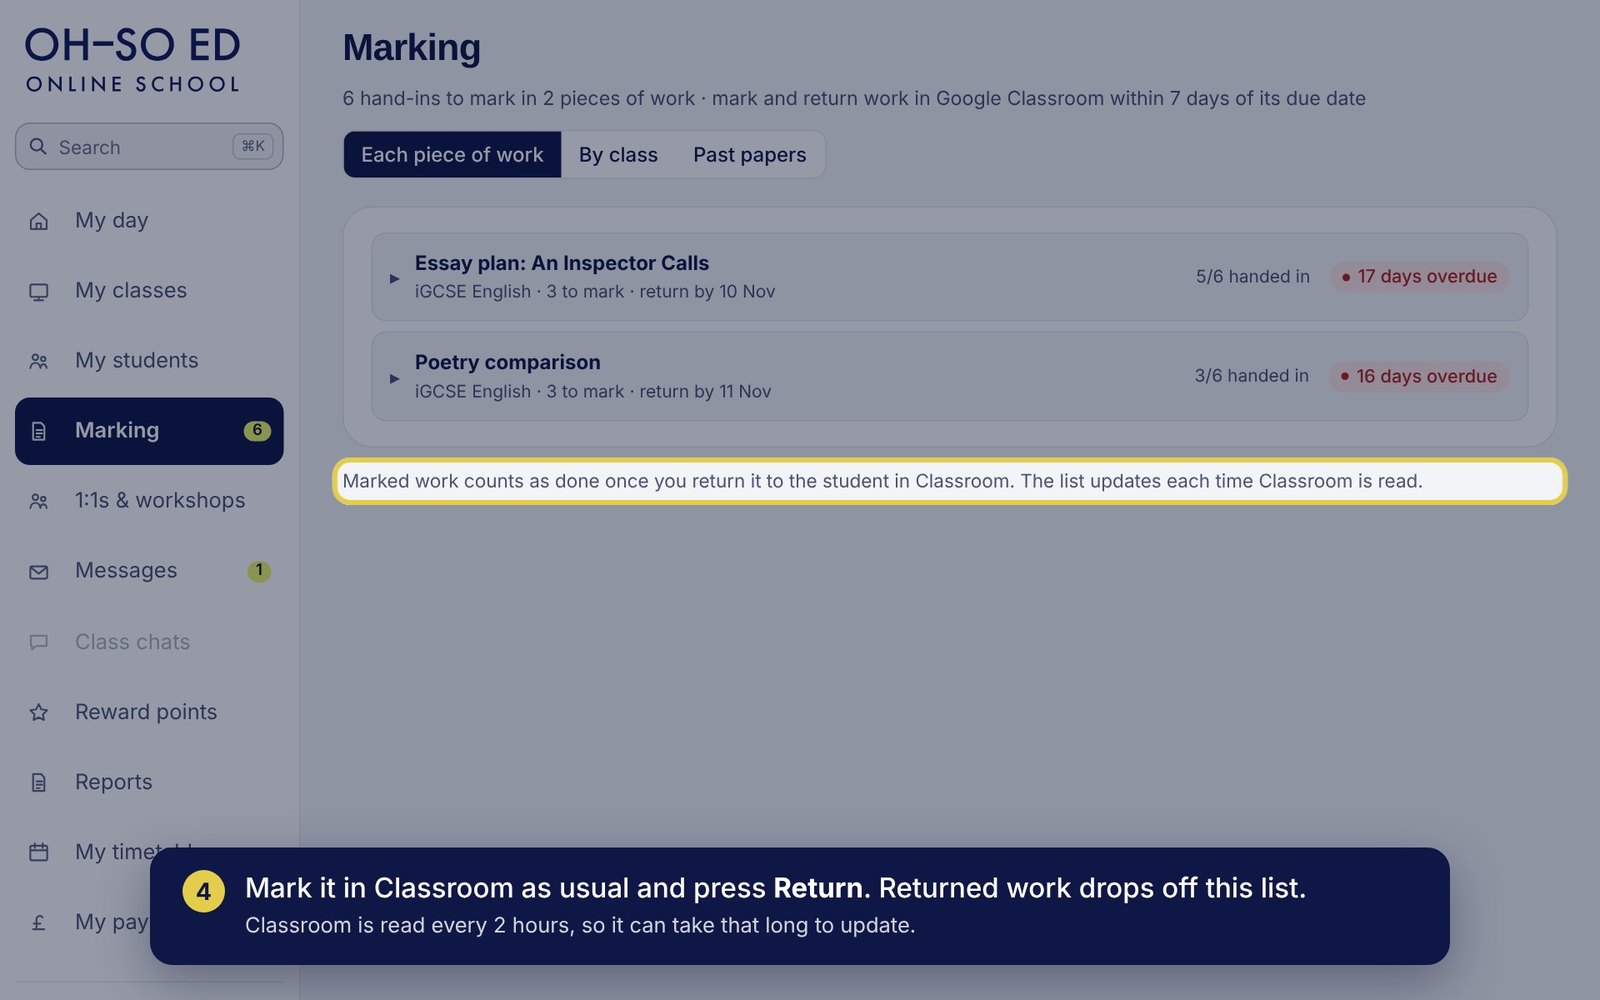 OH-SO ED
ONLINE SCHOOL
Search
⌘K
My day
My classes
My students
Marking
6
1:1s & workshops
Messages
1
Class chats
Reward points
Reports
My pay
Marking
6 hand-ins to mark in 2 pieces of work · mark and return work in Google Classroom within 7 days of its due date
Each piece of work
By class
Past papers
Essay plan: An Inspector Calls
5/6 handed in
17 days overdue
iGCSE English · 3 to mark · return by 10 Nov
Poetry comparison
3/6 handed in
16 days overdue
iGCSE English · 3 to mark · return by 11 Nov
Marked work counts as done once you return it to the student in Classroom. The list updates each time Classroom is read.
4
Mark it in Classroom as usual and press Return. Returned work drops off this list.
Classroom is read every 2 hours, so it can take that long to update.